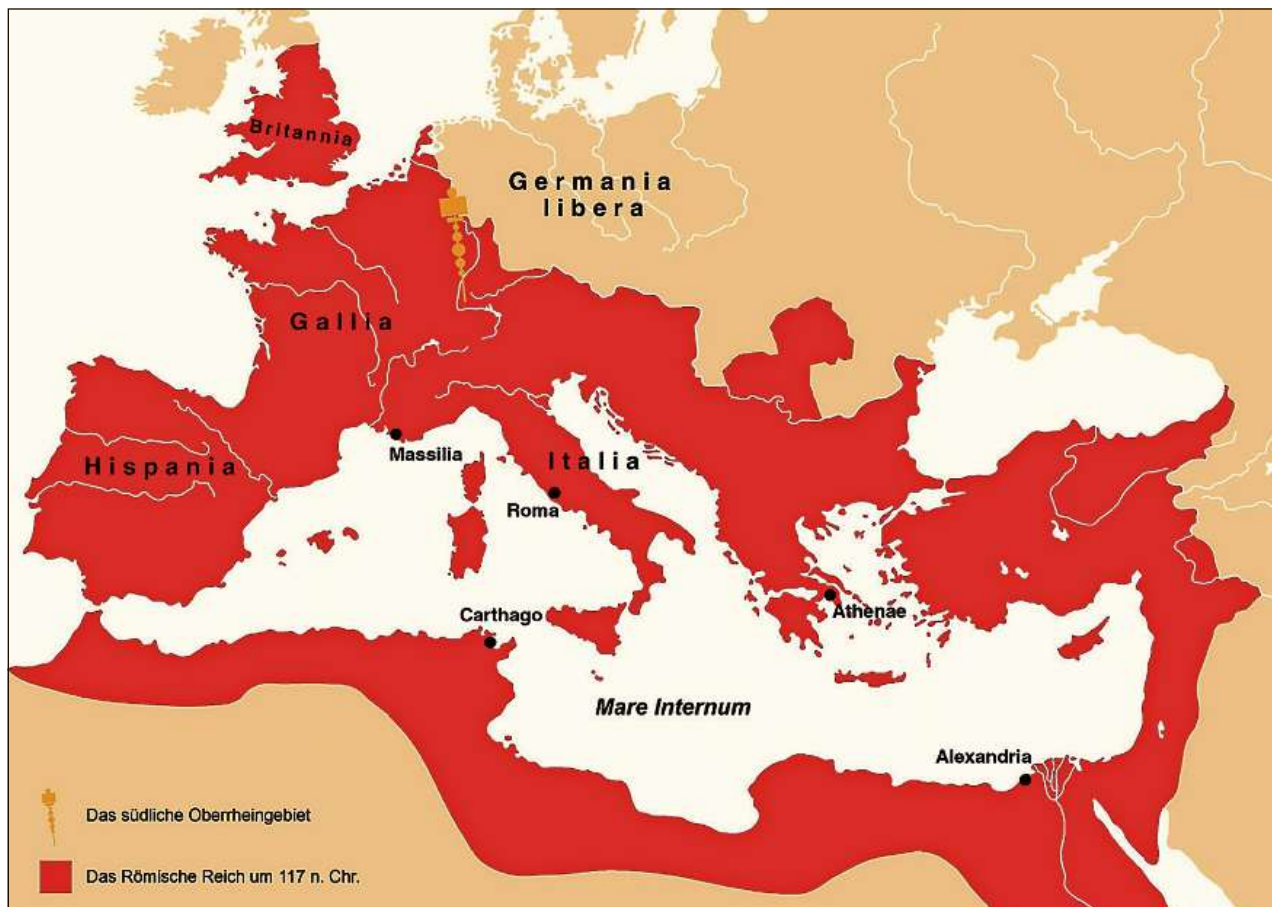 Britannia
Germania
libera
Gallia
Hispania
Massilia
Italia
Roma
Carthago
Athenae
Mare Internum
Alexandria
Das südliche Oberrheingebiet
Das Römische Reich um 117 n. Chr.